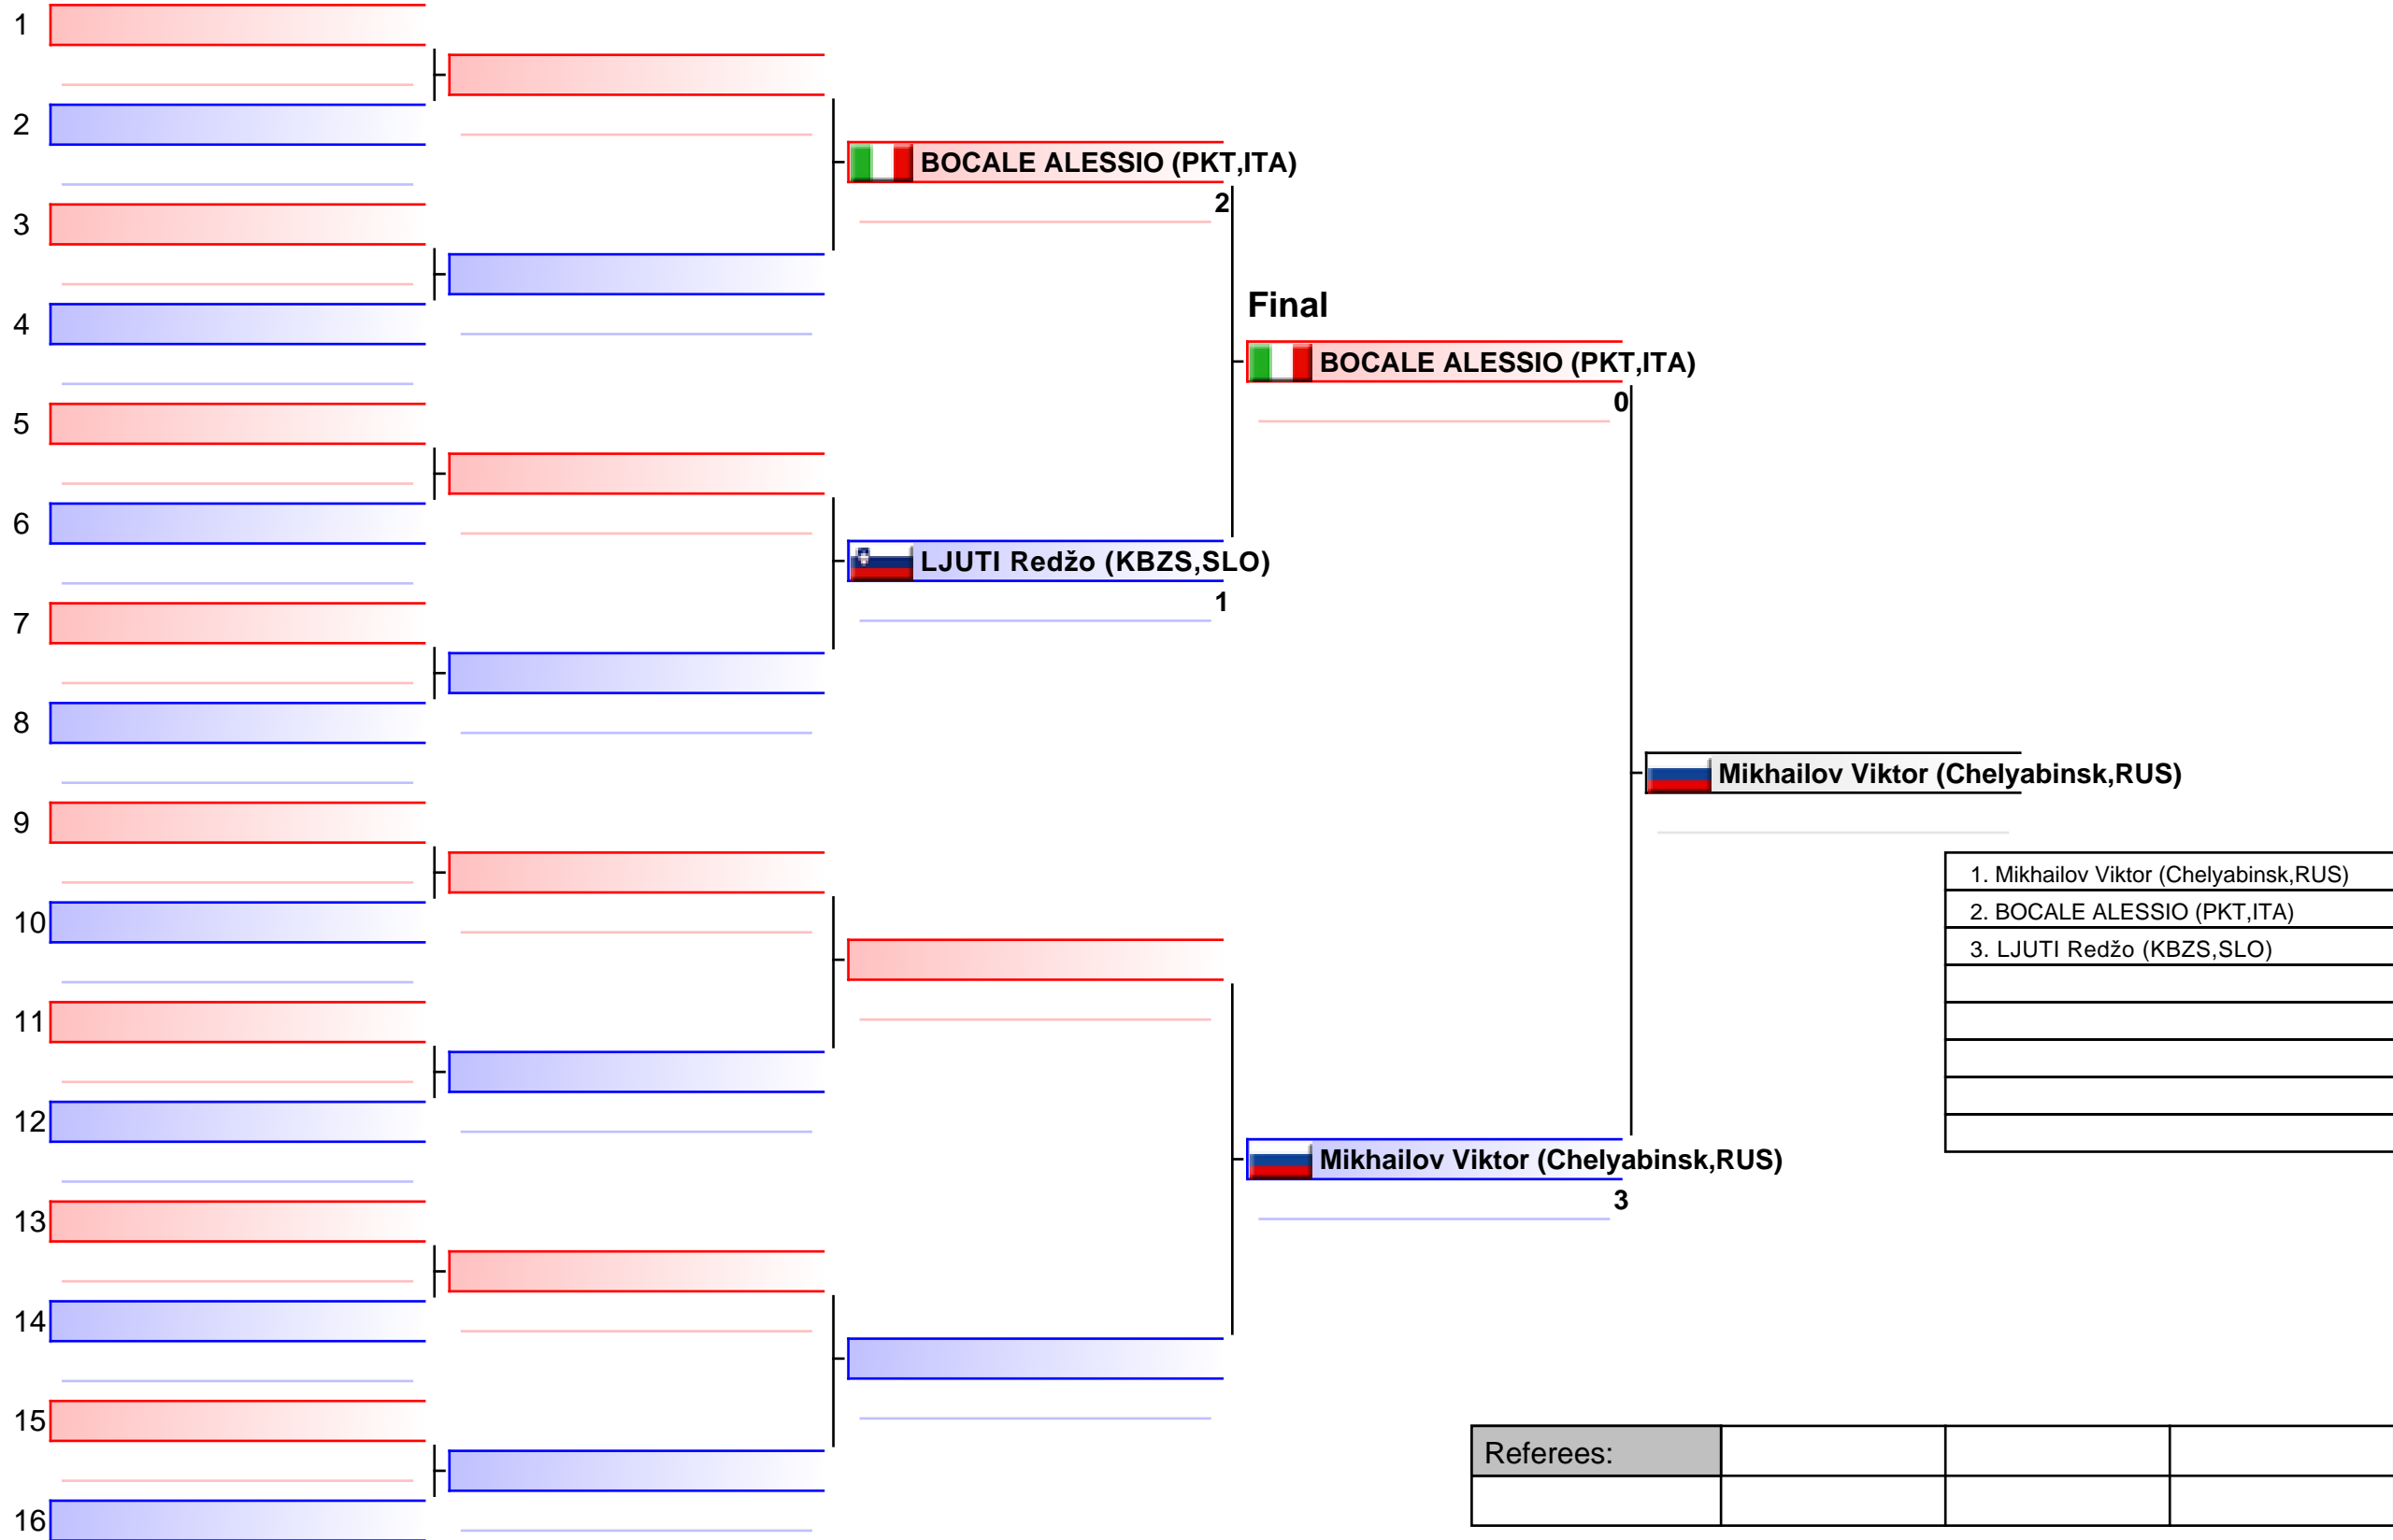 1
2
BOCALE ALESSIO (PKT,ITA)
2
3
Final
4
BOCALE ALESSIO (PKT,ITA)
0
5
6
LJUTI Redžo (KBZS,SLO)
1
7
8
Mikhailov Viktor (Chelyabinsk,RUS)
9
1. Mikhailov Viktor (Chelyabinsk,RUS)
2. BOCALE ALESSIO (PKT,ITA)
3. LJUTI Redžo (KBZS,SLO)
10
11
12
Mikhailov Viktor (Chelyabinsk,RUS)
3
13
14
15
Referees:
16